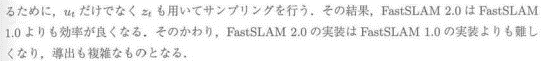 るために，u_t だけでなく z_t も用いてサンプリングを行う．その結果，FastSLAM 2.0 は FastSLAM
1.0 よりも効率が良くなる．そのかわり，FastSLAM 2.0 の実装は FastSLAM 1.0 の実装よりも難し
くなり，導出も複雑なものとなる．